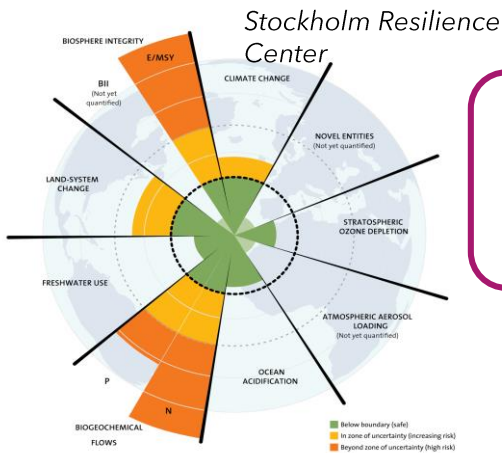 Stockholm Resilience
Center
BIOSPHERE INTEGRITY
E/MSY
BII
(Not yet
quantified)
CLIMATE CHANGE
NOVEL ENTITIES
(Not yet quantified)
LAND-SYSTEM
CHANGE
STRATOSPHERIC
OZONE DEPLETION
FRESHWATER USE
ATMOSPHERIC AEROSOL
LOADING
(Not yet quantified)
P
OCEAN
ACIDIFICATION
N
BIOGEOCHEMICAL
FLOWS
Below boundary (safe)
In zone of uncertainty (increasing risk)
Beyond zone of uncertainty (high risk)